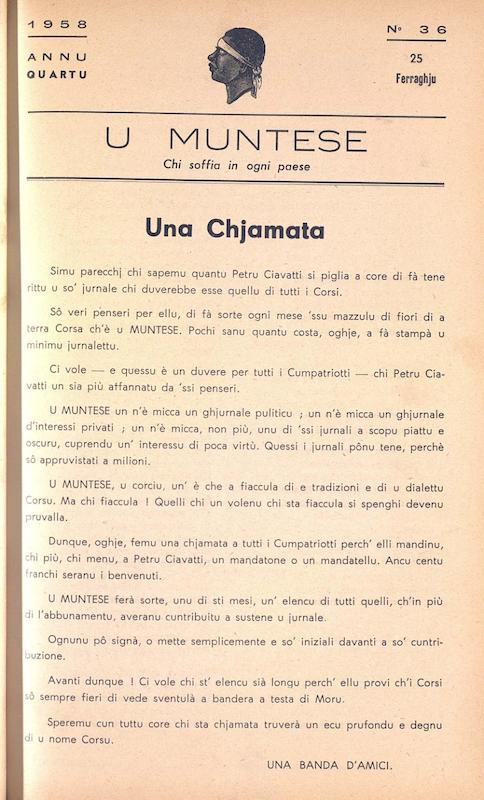 1958
ANNU
QUARTU
Nº 36
25
Ferraghju
U MUNTESE
Chi soffia in ogni paese
Una Chjamata
Simu parecchj chi sapemu quantu Petru Ciavatti si piglia a core di fà tene
rittu u so' jurnale chi duverebbe esse quellu di tutti i Corsi.
Sô veri penseri per ellu, di fà sorte ogni mese 'ssu mazzulu di fiori di a
terra Corsa ch'è u MUNTESE. Pochi sanu quantu costa, oghje, a fà stampà u
minimu jurnalettu.
Ci vole — e quessu è un duvere per tutti i Cumpatriotti — chi Petru Cia-
vatti un sia più affannatu da 'ssi penseri.
U MUNTESE un n'è micca un ghjurnale puliticu ; un n'è micca un ghjurnale
d'interessi privati ; un n'è micca, non più, unu di 'ssi jurnali a scopu piattu e
oscuru, cuprendu un' interessu di poca virtù. Quessi i jurnali pônu tene, perchè
sô appruvistati a milioni.
U MUNTESE, u corciu, un' è che a fiaccula di e tradizioni e di u dialettu
Corsu. Ma chi fiaccula ! Quelli chi un volenu chi sta fiaccula si spenghi devenu
pruvalla.
Dunque, oghje, femu una chjamata a tutti i Cumpatriotti perch' elli mandinu,
chi più, chi menu, a Petru Ciavatti, un mandatone o un mandatellu. Ancu centu
franchi seranu i benvenuti.
U MUNTESE ferà sorte, unu di sti mesi, un' elencu di tutti quelli, ch'in più
di l'abbunamentu, averanu cuntribuitu a sustene u jurnale.
Ognunu pô signà, o mette semplicemente e so' iniziali davanti a so' cuntri-
buzione.
Avanti dunque ! Ci vole chi st' elencu sià longu perch' ellu provi ch'i Corsi
sô sempre fieri di vede sventulà a bandera a testa di Moru.
Speremu cun tuttu core chi sta chjamata truverà un ecu prufondu e degnu
di u nome Corsu.
UNA BANDA D'AMICI.